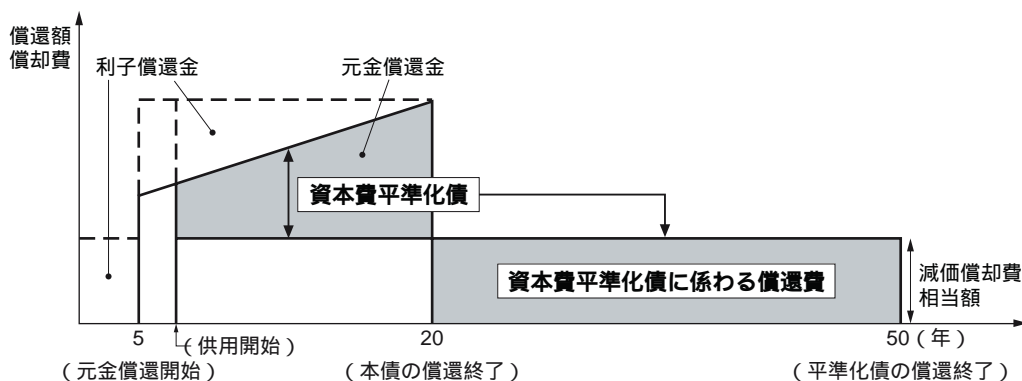 償還額
償却費
利子償還金
元金償還金
資本費平準化債
資本費平準化債に係わる償還費
減価償却費
相当額
5
20
50（年）
（供用開始）
（元金償還開始）
（本債の償還終了）
（平準化債の償還終了）